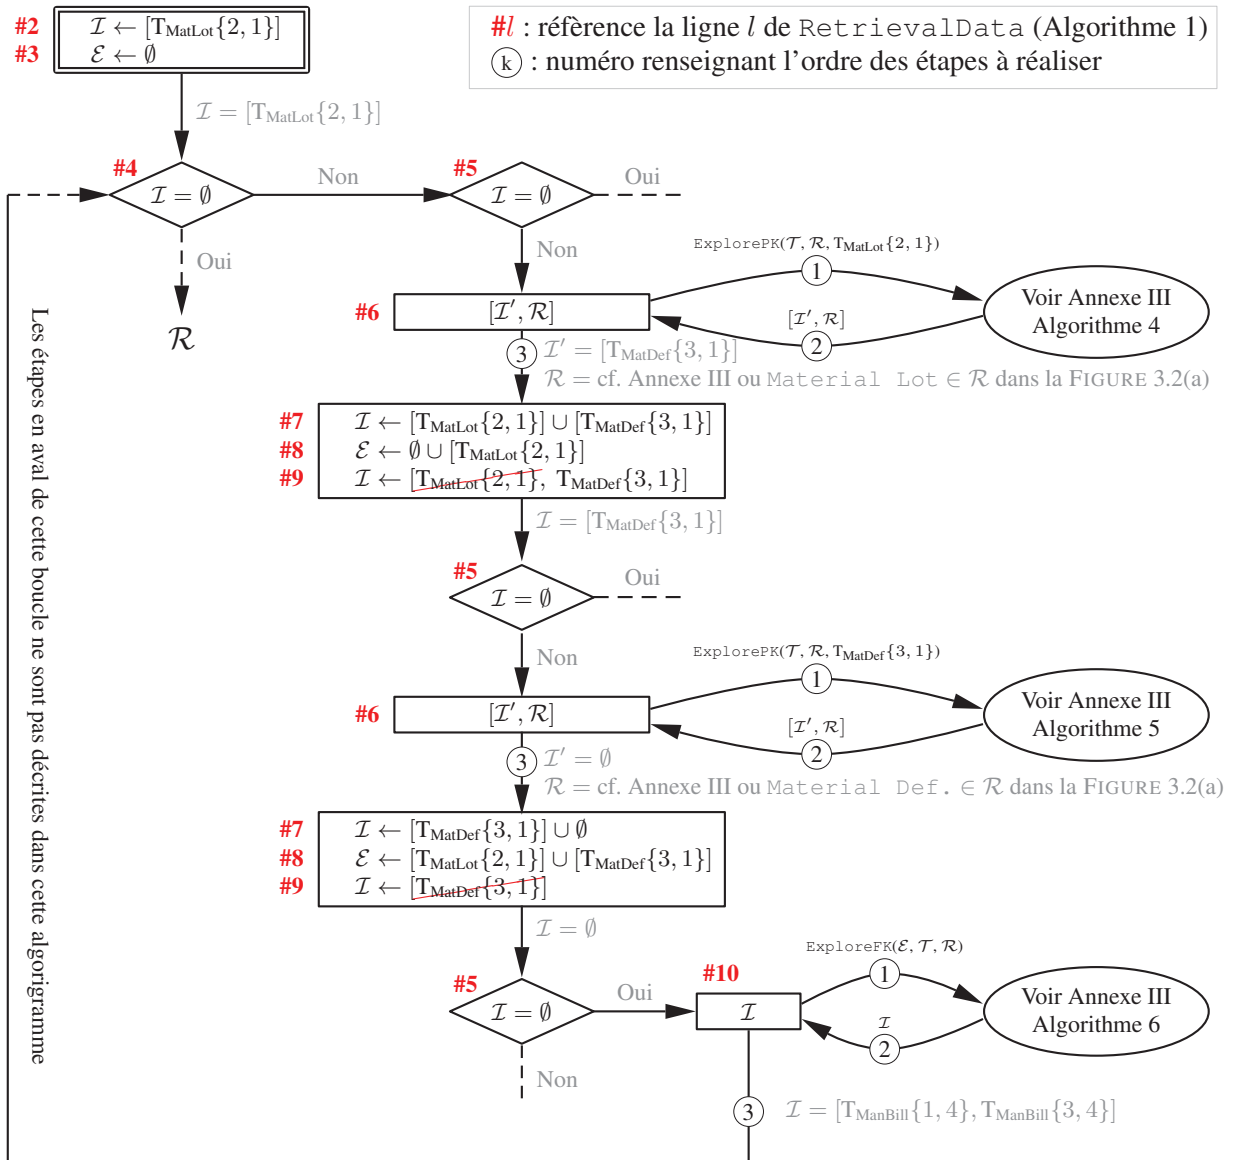 #2 ℐ ← [T_MatLot{2, 1}]
#3 ℰ ← ∅
#l : réfèrence la ligne l de RetrievalData (Algorithme 1)
k : numéro renseignant l'ordre des étapes à réaliser
ℐ = [T_MatLot{2, 1}]
#4 ℐ = ∅
Non
#5 ℐ = ∅
Oui
Oui
ℛ
Non
ExplorePK(𝒯, ℛ, T_MatLot{2, 1})
1
#6 [ℐ′, ℛ]
Voir Annexe III
Algorithme 4
[ℐ′, ℛ]
2
3 ℐ′ = [T_MatDef{3, 1}]
ℛ = cf. Annexe III ou Material Lot ∈ ℛ dans la FIGURE 3.2(a)
#7 ℐ ← [T_MatLot{2, 1}] ∪ [T_MatDef{3, 1}]
#8 ℰ ← ∅ ∪ [T_MatLot{2, 1}]
#9 ℐ ← [T_MatLot{2, 1}, T_MatDef{3, 1}]
ℐ = [T_MatDef{3, 1}]
#5 ℐ = ∅
Oui
Non
ExplorePK(𝒯, ℛ, T_MatDef{3, 1})
1
#6 [ℐ′, ℛ]
Voir Annexe III
Algorithme 5
[ℐ′, ℛ]
2
3 ℐ′ = ∅
ℛ = cf. Annexe III ou Material Def. ∈ ℛ dans la FIGURE 3.2(a)
#7 ℐ ← [T_MatDef{3, 1}] ∪ ∅
#8 ℰ ← [T_MatLot{2, 1}] ∪ [T_MatDef{3, 1}]
#9 ℐ ← [T_MatDef{3, 1}]
ℐ = ∅
#5 ℐ = ∅
Oui
Non
#10 ℐ
ExploreFK(ℰ, 𝒯, ℛ)
1
Voir Annexe III
Algorithme 6
ℐ
2
3 ℐ = [T_ManBill{1, 4}, T_ManBill{3, 4}]
Les étapes en aval de cette boucle ne sont pas décrites dans cette algorigramme